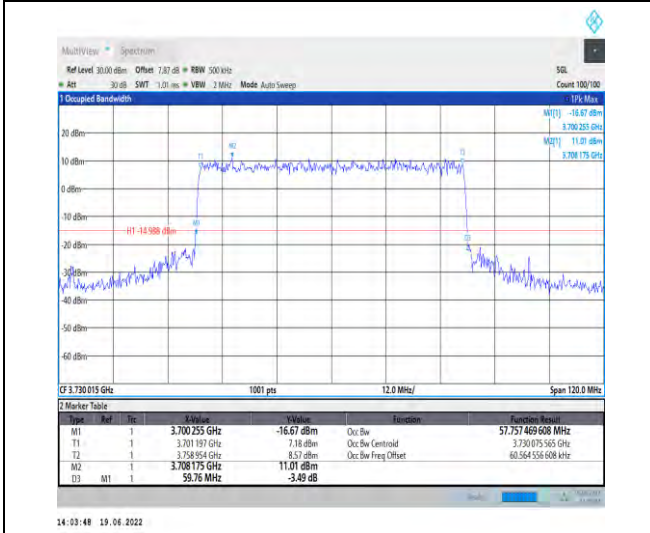 MultiView Spectrum
Ref Level 30.00 dBm Offset 7.87 dB RBW 500 kHz SGL
Att 30 dB SWT 1.01 ms VBW 2 MHz Mode Auto Sweep Count 100/100
1 Occupied Bandwidth 1Pk Max
M1[1] -16.67 dBm
3.700 255 GHz
M2[1] 11.01 dBm
3.708 175 GHz
20 dBm
M2
T1
T2
10 dBm
0 dBm
-10 dBm
H1 -14.988 dBm
M1
D3
-20 dBm
-30 dBm
-40 dBm
-50 dBm
-60 dBm
CF 3.730 015 GHz 1001 pts 12.0 MHz/ Span 120.0 MHz
2 Marker Table
Type Ref Trc X-Value Y-Value Function Function Result
M1 1 3.700 255 GHz -16.67 dBm Occ Bw 57.757 469 608 MHz
T1 1 3.701 197 GHz 7.18 dBm Occ Bw Centroid 3.730 075 565 GHz
T2 1 3.758 954 GHz 8.57 dBm Occ Bw Freq Offset 60.564 556 608 kHz
M2 1 3.708 175 GHz 11.01 dBm
D3 M1 1 59.76 MHz -3.49 dB
14:03:48 19.06.2022